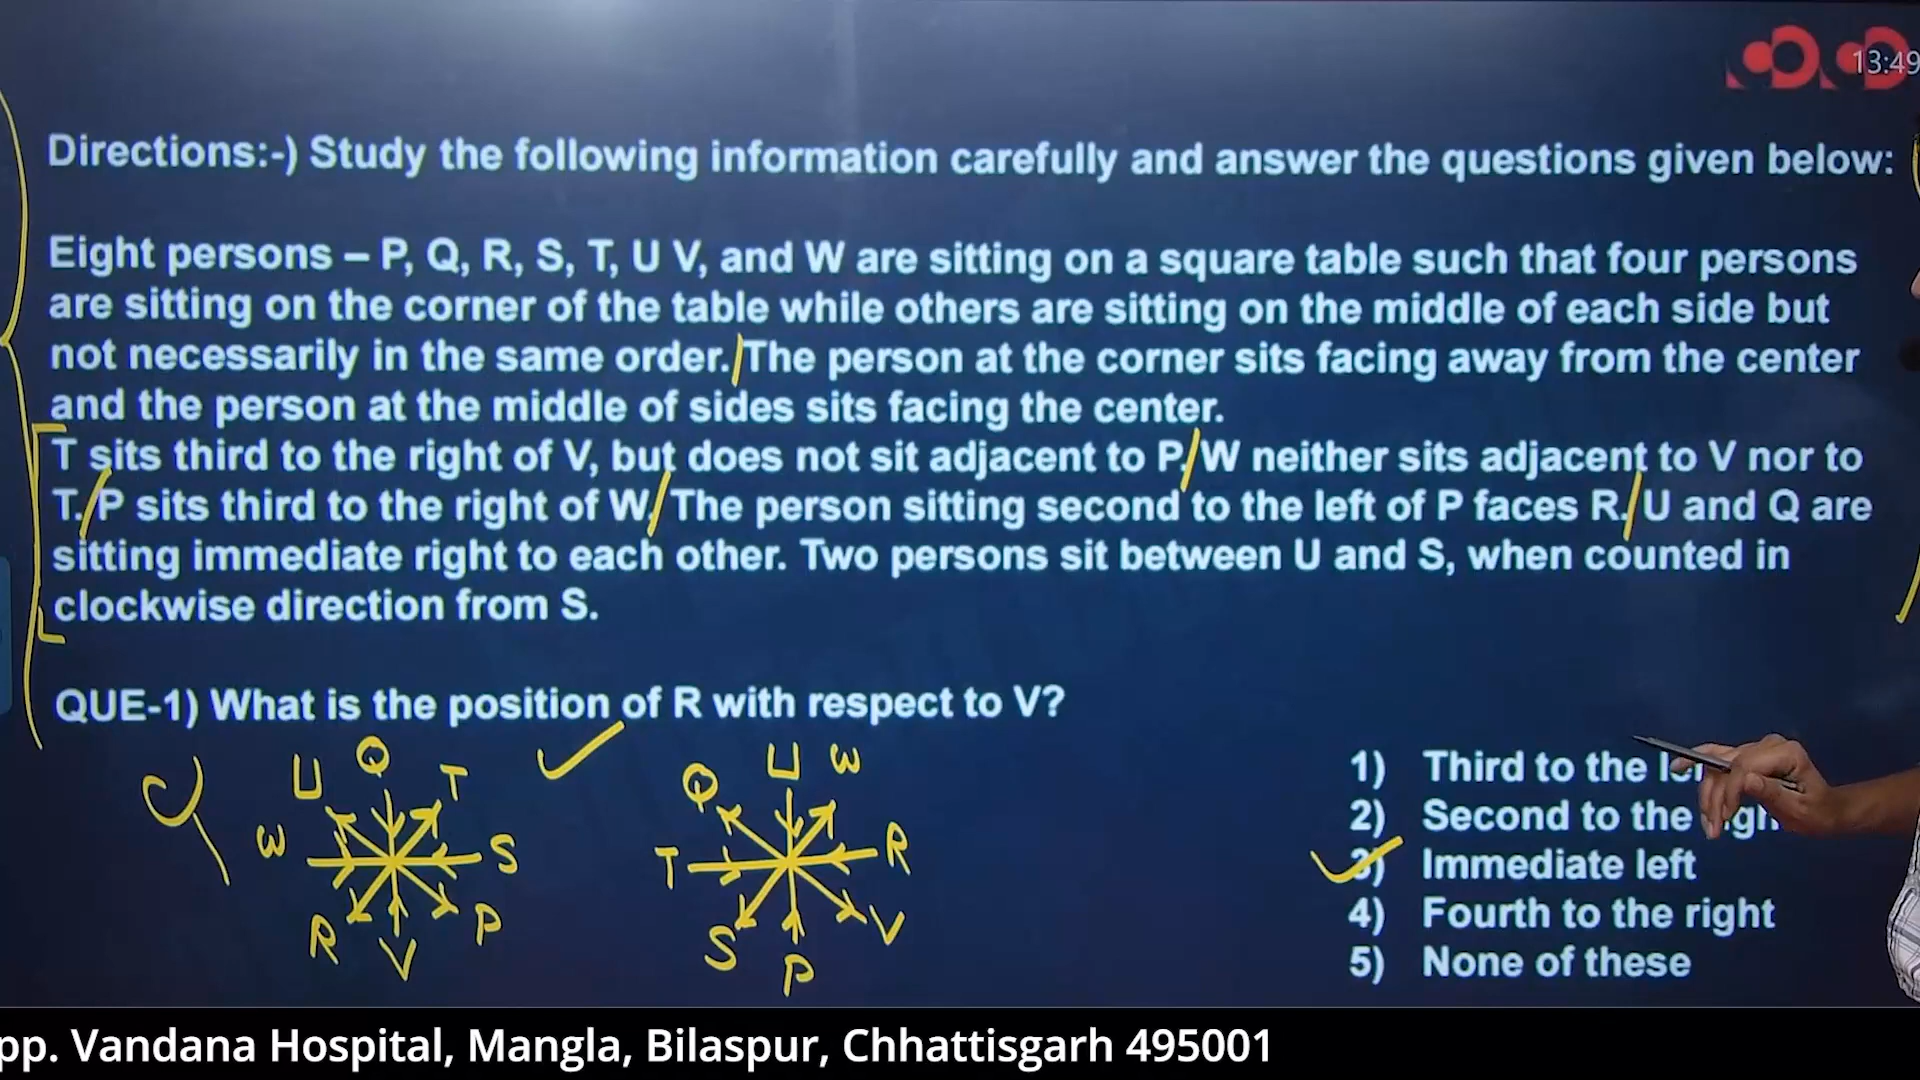 13:49
Directions:-) Study the following information carefully and answer the questions given below:
Eight persons – P, Q, R, S, T, U V, and W are sitting on a square table such that four persons
are sitting on the corner of the table while others are sitting on the middle of each side but
not necessarily in the same order. The person at the corner sits facing away from the center
and the person at the middle of sides sits facing the center.
T sits third to the right of V, but does not sit adjacent to P. W neither sits adjacent to V nor to
T. P sits third to the right of W. The person sitting second to the left of P faces R. U and Q are
sitting immediate right to each other. Two persons sit between U and S, when counted in
clockwise direction from S.
QUE-1) What is the position of R with respect to V?
U Q T
W S
R V P
Q U W
T R
S P V
1) Third to the
2) Second to the
3) Immediate left
4) Fourth to the right
5) None of these
pp. Vandana Hospital, Mangla, Bilaspur, Chhattisgarh 495001